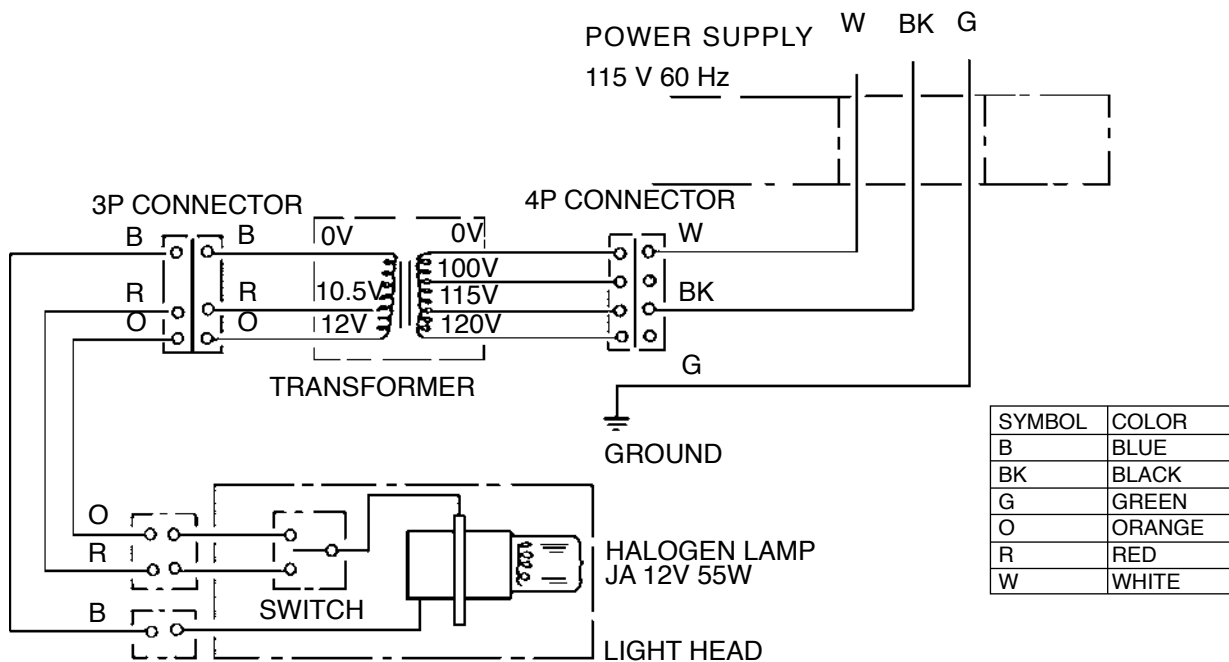 POWER SUPPLY
115 V 60 Hz
W BK G
3P CONNECTOR
4P CONNECTOR
B B 0V 0V W
100V
R R 10.5V 115V BK
O O 12V 120V
TRANSFORMER
G
GROUND
SYMBOL COLOR
B BLUE
BK BLACK
G GREEN
O ORANGE
R RED
W WHITE
O
R
B
SWITCH
HALOGEN LAMP
JA 12V 55W
LIGHT HEAD